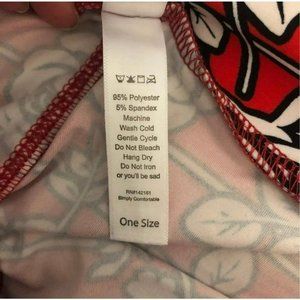 95% Polyester
5% Spandex
Machine
Wash Cold
Gentle Cycle
Do Not Bleach
Hang Dry
Do Not Iron
or you'll be sad
RN#142151
Simply Comfortable
One Size